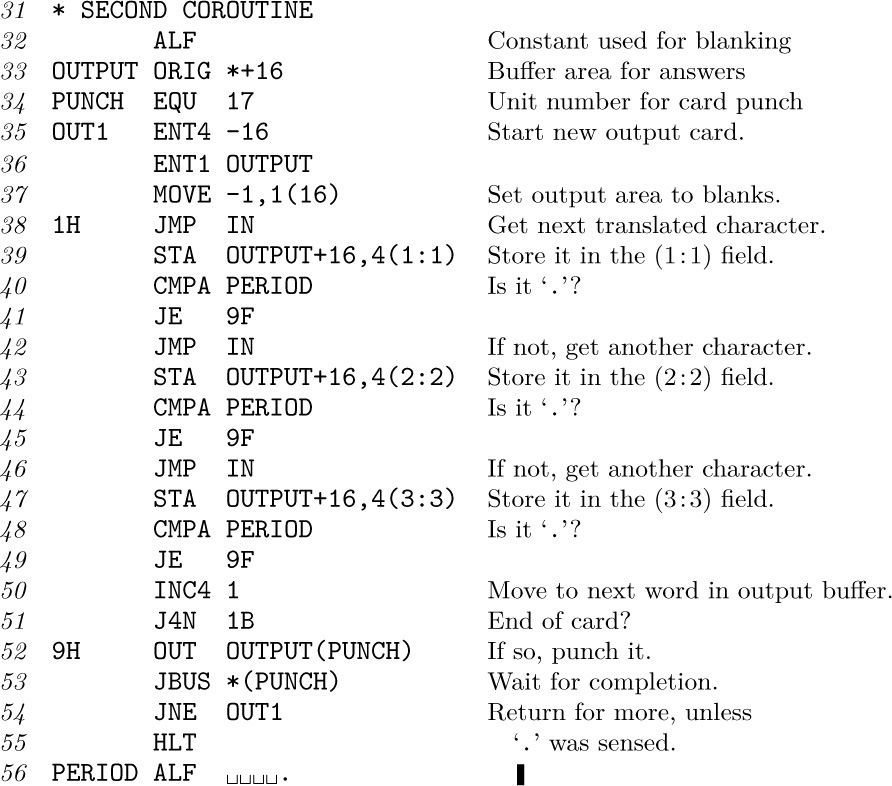 31 * SECOND COROUTINE
32 ALF Constant used for blanking
33 OUTPUT ORIG *+16 Buffer area for answers
34 PUNCH EQU 17 Unit number for card punch
35 OUT1 ENT4 -16 Start new output card.
36 ENT1 OUTPUT
37 MOVE -1,1(16) Set output area to blanks.
38 1H JMP IN Get next translated character.
39 STA OUTPUT+16,4(1:1) Store it in the (1:1) field.
40 CMPA PERIOD Is it ‘.’?
41 JE 9F
42 JMP IN If not, get another character.
43 STA OUTPUT+16,4(2:2) Store it in the (2:2) field.
44 CMPA PERIOD Is it ‘.’?
45 JE 9F
46 JMP IN If not, get another character.
47 STA OUTPUT+16,4(3:3) Store it in the (3:3) field.
48 CMPA PERIOD Is it ‘.’?
49 JE 9F
50 INC4 1 Move to next word in output buffer.
51 J4N 1B End of card?
52 9H OUT OUTPUT(PUNCH) If so, punch it.
53 JBUS *(PUNCH) Wait for completion.
54 JNE OUT1 Return for more, unless
55 HLT ‘.’ was sensed.
56 PERIOD ALF ␣␣␣␣. ▮